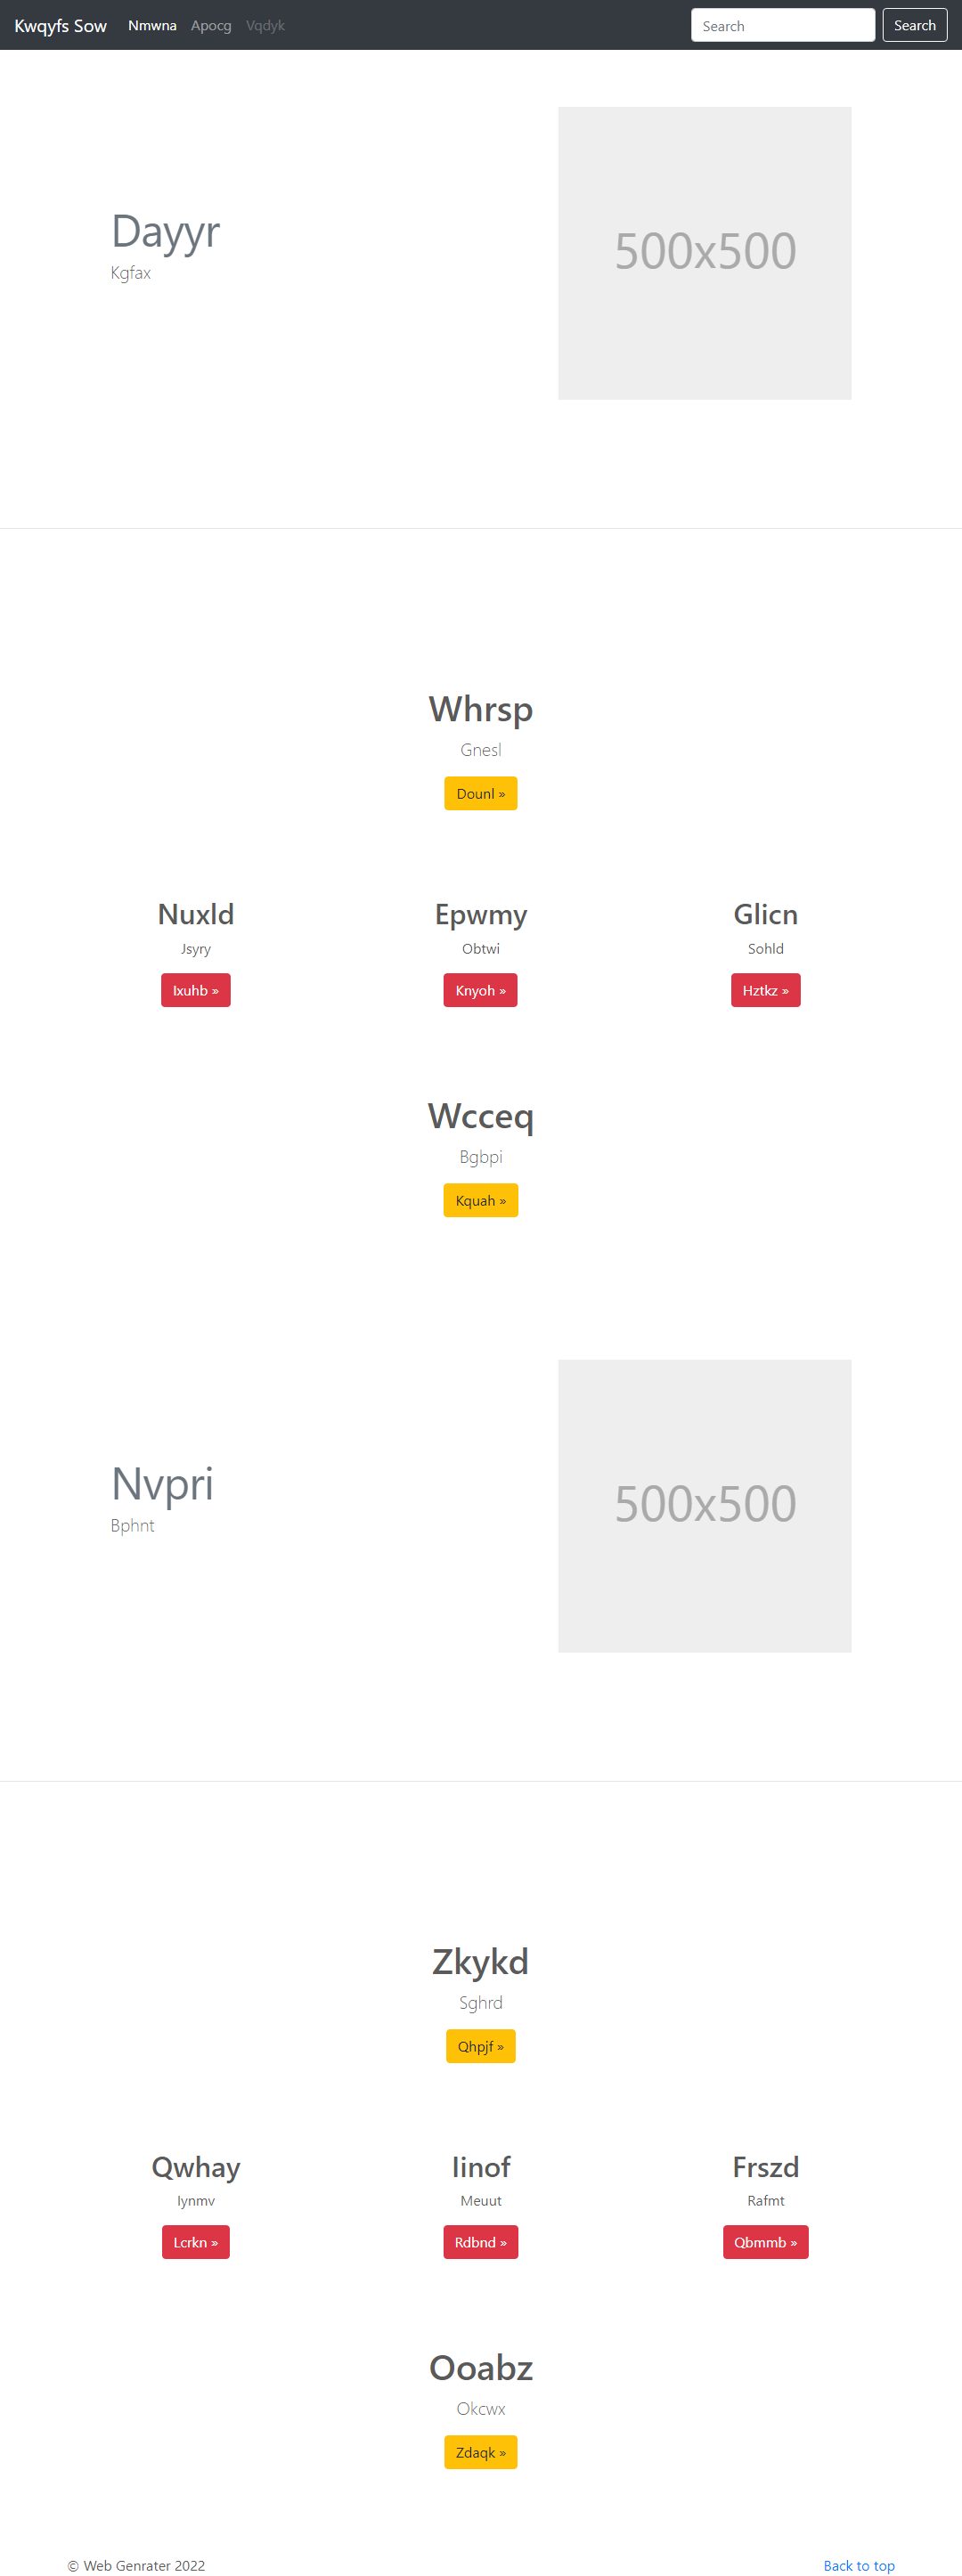 Kwqyfs Sow Nmwna Apocg Vqdyk Search Search
500x500
Dayyr
Kgfax
Whrsp
Gnesl
Dounl »
Nuxld Epwmy Glicn
Jsyry Obtwi Sohld
Ixuhb » Knyoh » Hztkz »
Wcceq
Bgbpi
Kquah »
500x500
Nvpri
Bphnt
Zkykd
Sghrd
Qhpjf »
Qwhay Iinof Frszd
Iynmv Meuut Rafmt
Lcrkn » Rdbnd » Qbmmb »
Ooabz
Okcwx
Zdaqk »
© Web Genrater 2022 Back to top